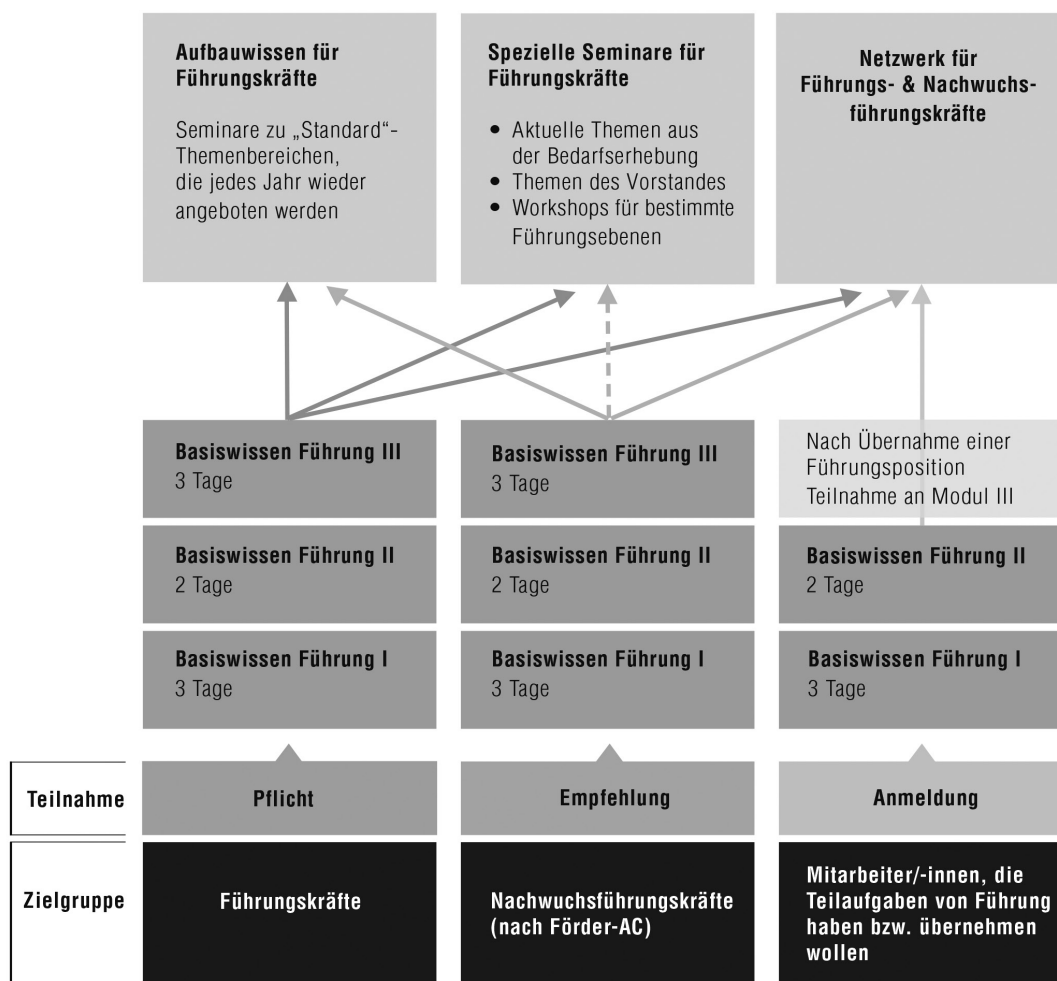 Aufbauwissen für
Führungskräfte
Seminare zu „Standard“-
Themenbereichen,
die jedes Jahr wieder
angeboten werden
Spezielle Seminare für
Führungskräfte
• Aktuelle Themen aus
der Bedarfserhebung
• Themen des Vorstandes
• Workshops für bestimmte
Führungsebenen
Netzwerk für
Führungs- & Nachwuchs-
führungskräfte
Basiswissen Führung III
3 Tage
Basiswissen Führung III
3 Tage
Nach Übernahme einer
Führungsposition
Teilnahme an Modul III
Basiswissen Führung II
2 Tage
Basiswissen Führung II
2 Tage
Basiswissen Führung II
2 Tage
Basiswissen Führung I
3 Tage
Basiswissen Führung I
3 Tage
Basiswissen Führung I
3 Tage
Teilnahme
Pflicht
Empfehlung
Anmeldung
Zielgruppe
Führungskräfte
Nachwuchsführungskräfte
(nach Förder-AC)
Mitarbeiter/-innen, die
Teilaufgaben von Führung
haben bzw. übernehmen
wollen